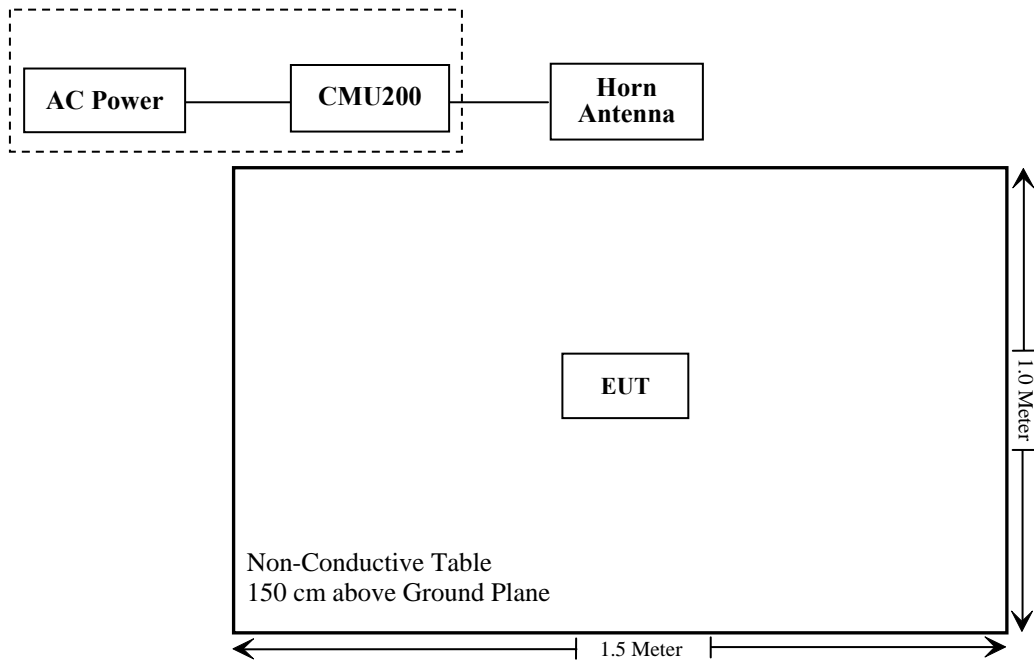 AC Power
CMU200
Horn
Antenna
EUT
1.0 Meter
Non-Conductive Table
150 cm above Ground Plane
1.5 Meter